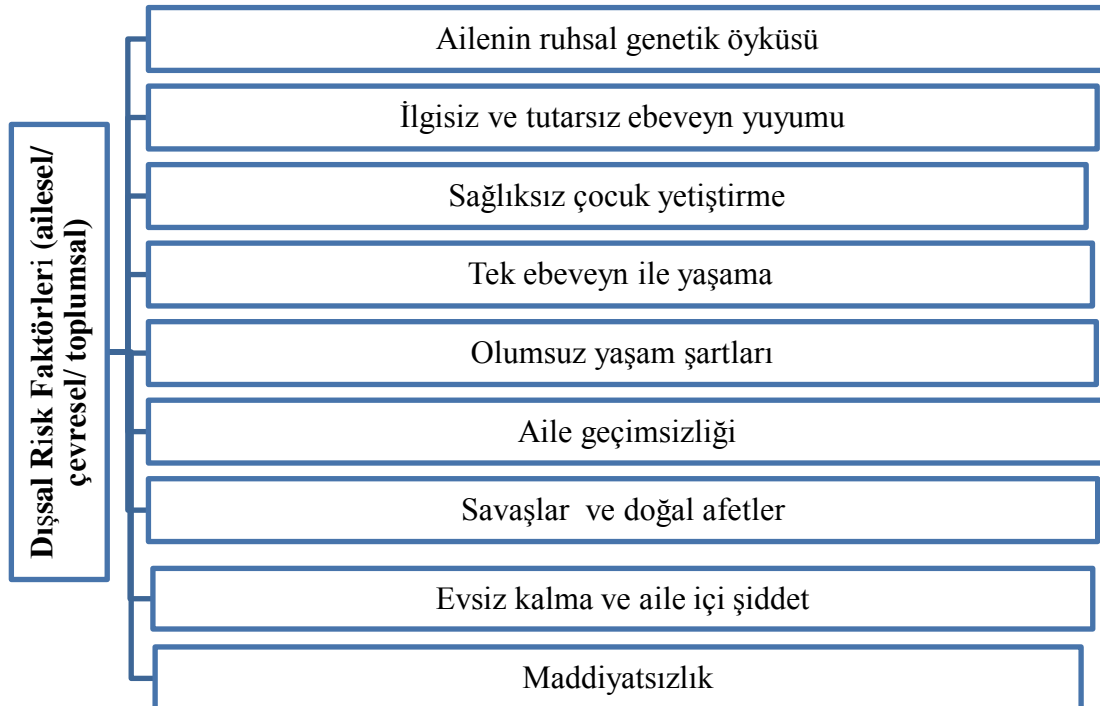 Dışsal Risk Faktörleri (ailesel/
çevresel/ toplumsal)
Ailenin ruhsal genetik öyküsü
İlgisiz ve tutarsız ebeveyn yuyumu
Sağlıksız çocuk yetiştirme
Tek ebeveyn ile yaşama
Olumsuz yaşam şartları
Aile geçimsizliği
Savaşlar  ve doğal afetler
Evsiz kalma ve aile içi şiddet
Maddiyatsızlık